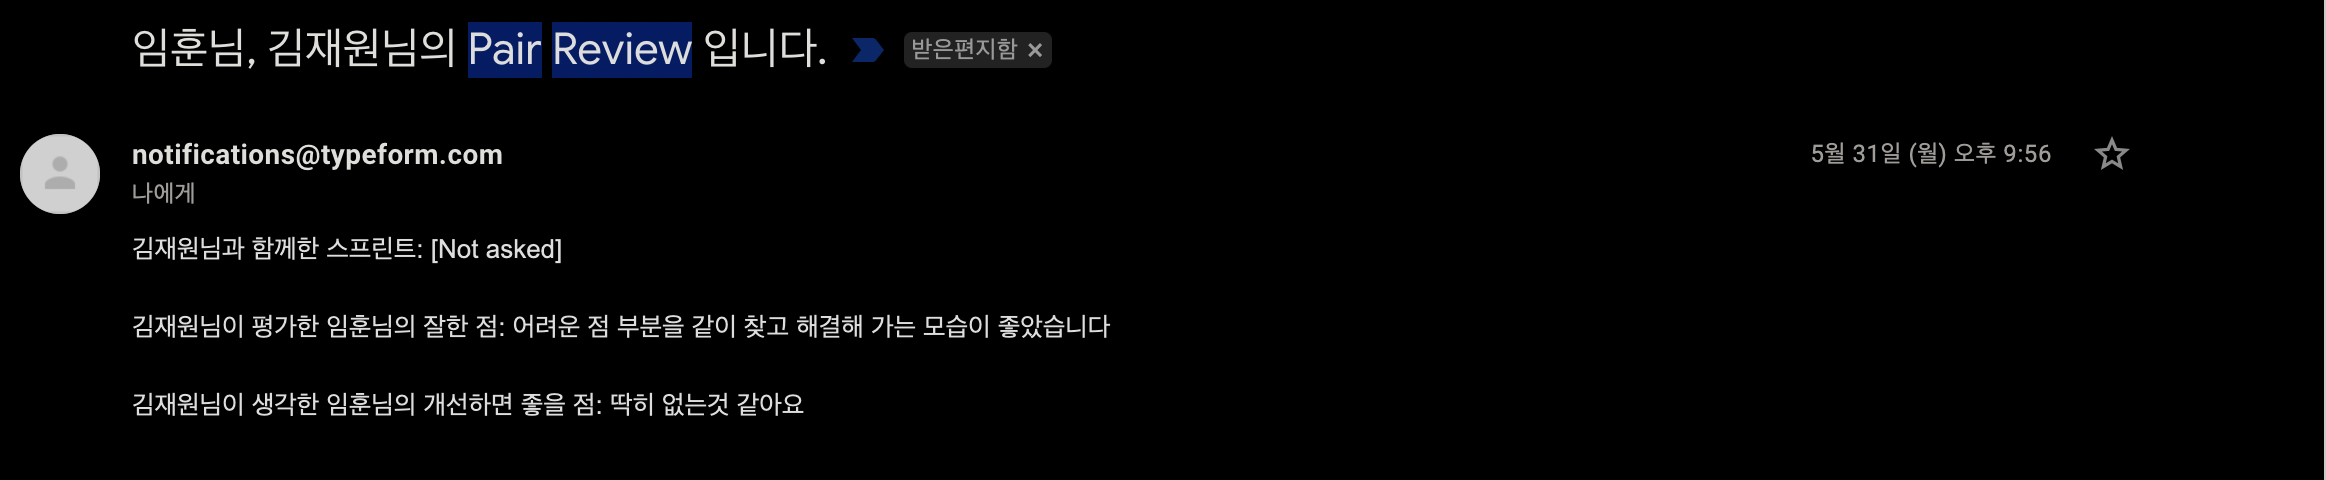 임훈님, 김재원님의 Pair Review 입니다. 받은편지함 ×
notifications@typeform.com 5월 31일 (월) 오후 9:56
나에게
김재원님과 함께한 스프린트: [Not asked]
김재원님이 평가한 임훈님의 잘한 점: 어려운 점 부분을 같이 찾고 해결해 가는 모습이 좋았습니다
김재원님이 생각한 임훈님의 개선하면 좋을 점: 딱히 없는것 같아요